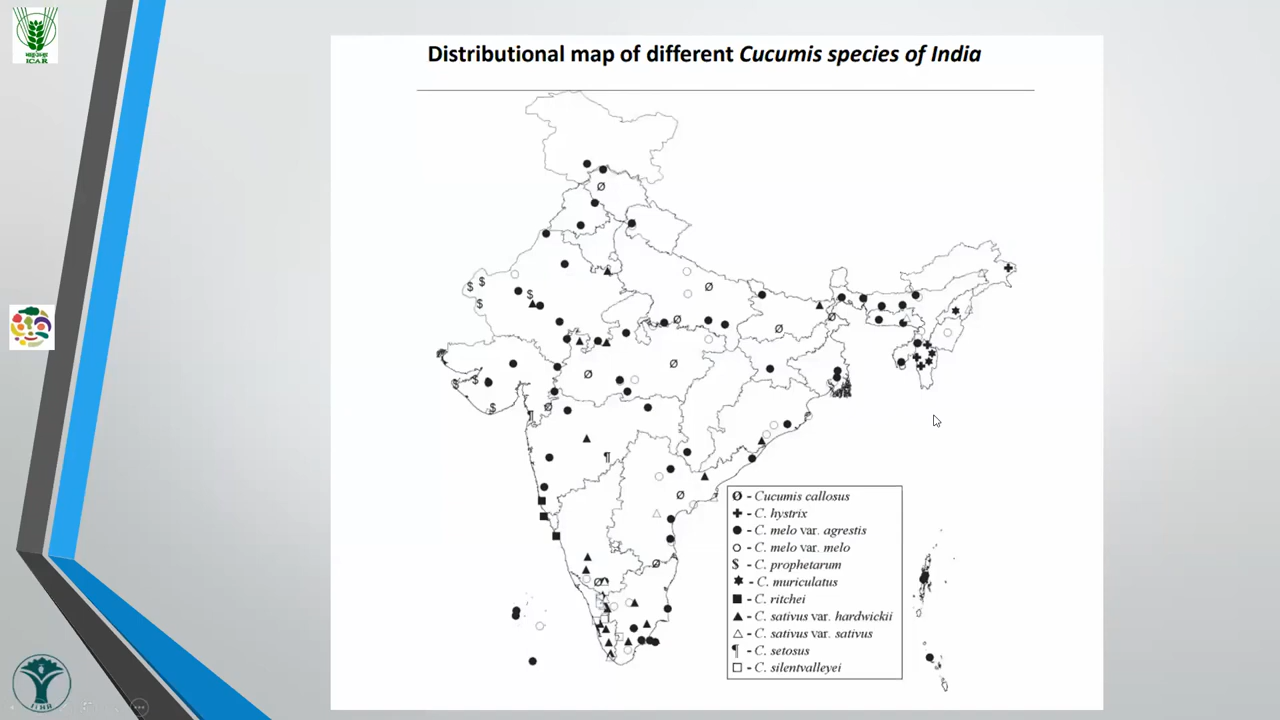 ICAR
Distributional map of different Cucumis species of India
Ø - Cucumis callosus
✚ - C. hystrix
● - C. melo var. agrestis
○ - C. melo var. melo
$ - C. prophetarum
✱ - C. muriculatus
■ - C. ritchei
▲ - C. sativus var. hardwickii
△ - C. sativus var. sativus
¶ - C. setosus
□ - C. silentvalleyei